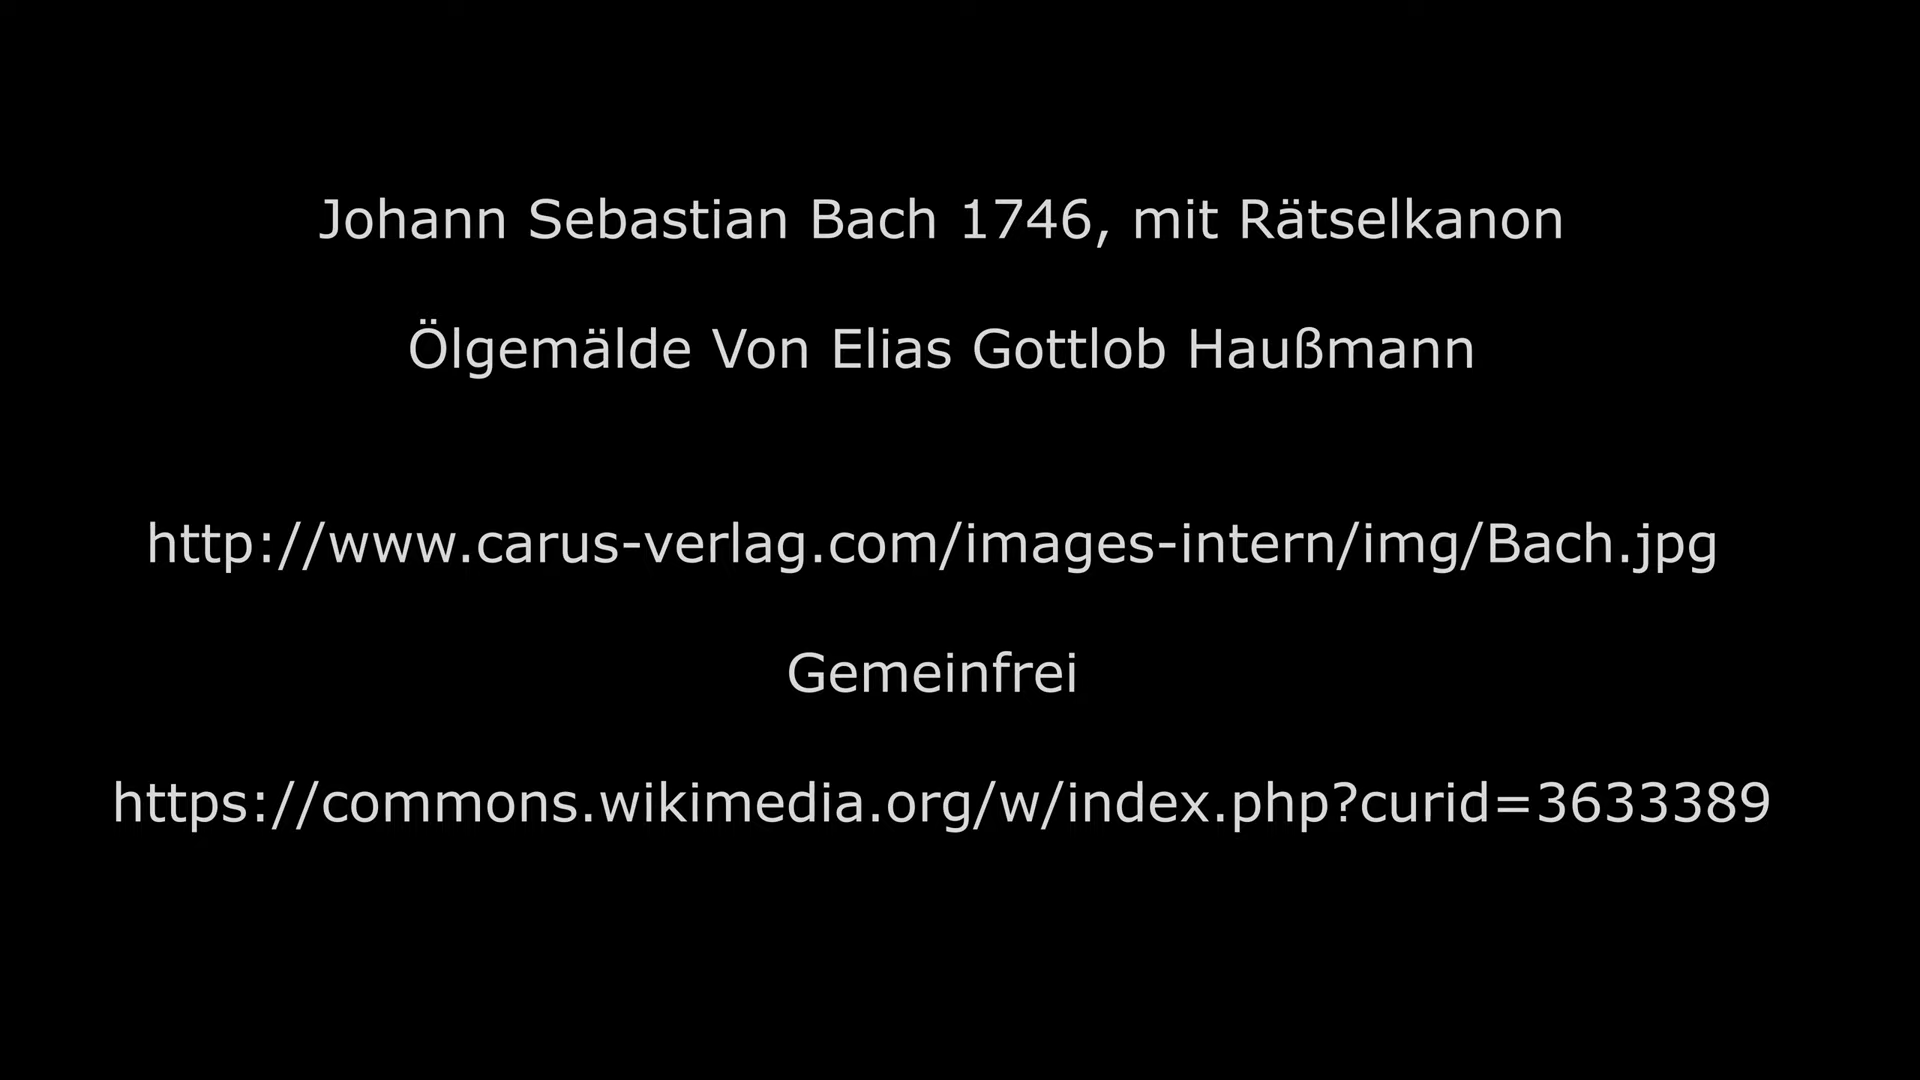 Johann Sebastian Bach 1746, mit Rätselkanon
Ölgemälde Von Elias Gottlob Haußmann
http://www.carus-verlag.com/images-intern/img/Bach.jpg
Gemeinfrei
https://commons.wikimedia.org/w/index.php?curid=3633389